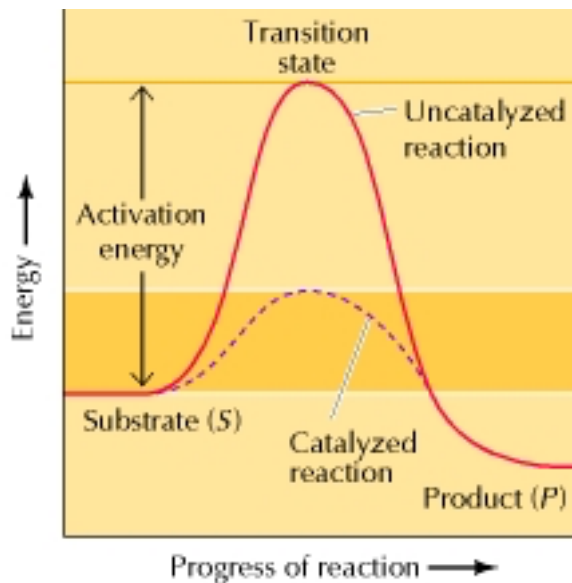 Transition
state
Uncatalyzed
reaction
Activation
energy
Energy
Substrate (S)
Catalyzed
reaction
Product (P)
Progress of reaction